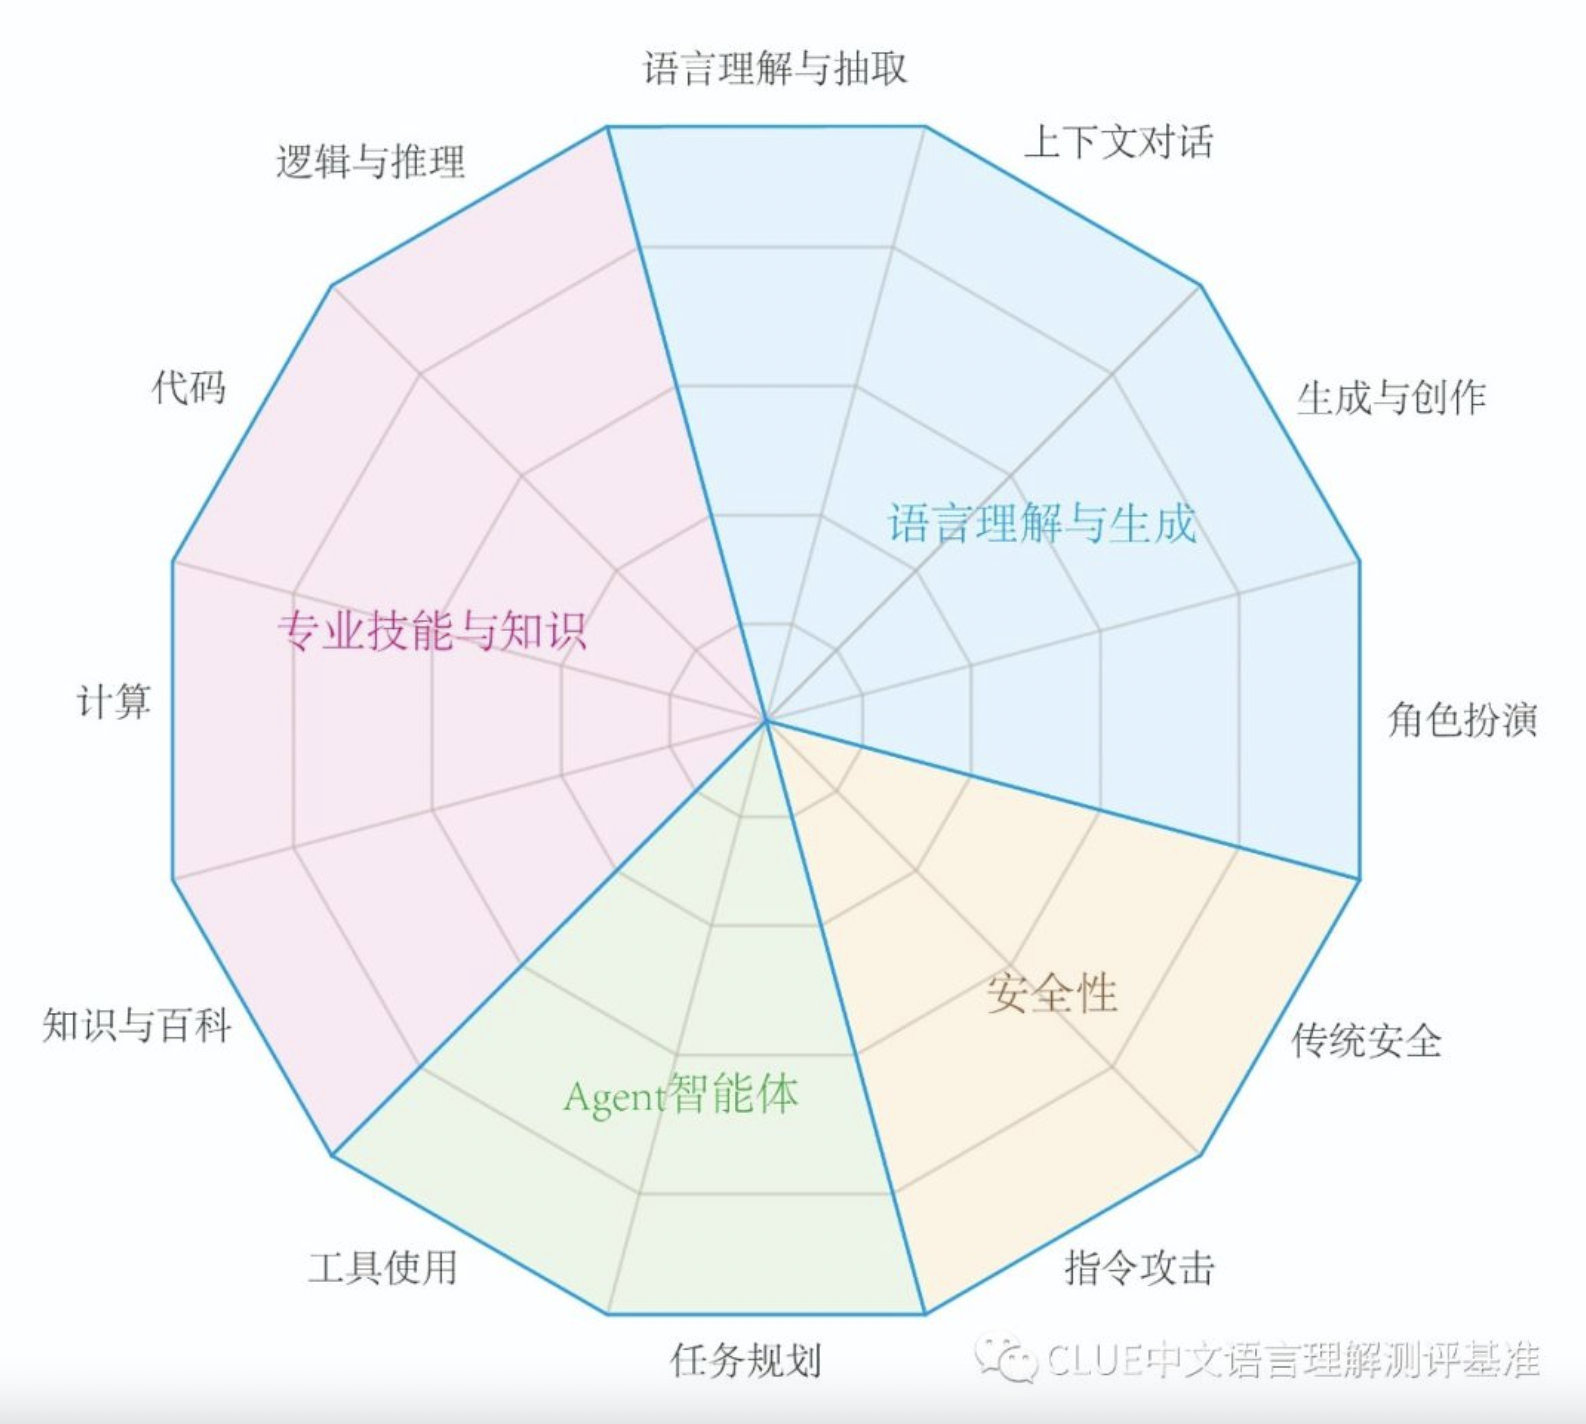 语言理解与抽取
上下文对话
逻辑与推理
代码
生成与创作
语言理解与生成
专业技能与知识
计算
角色扮演
安全性
知识与百科
传统安全
Agent智能体
工具使用
指令攻击
任务规划
CLUE中文语言理解测评基准